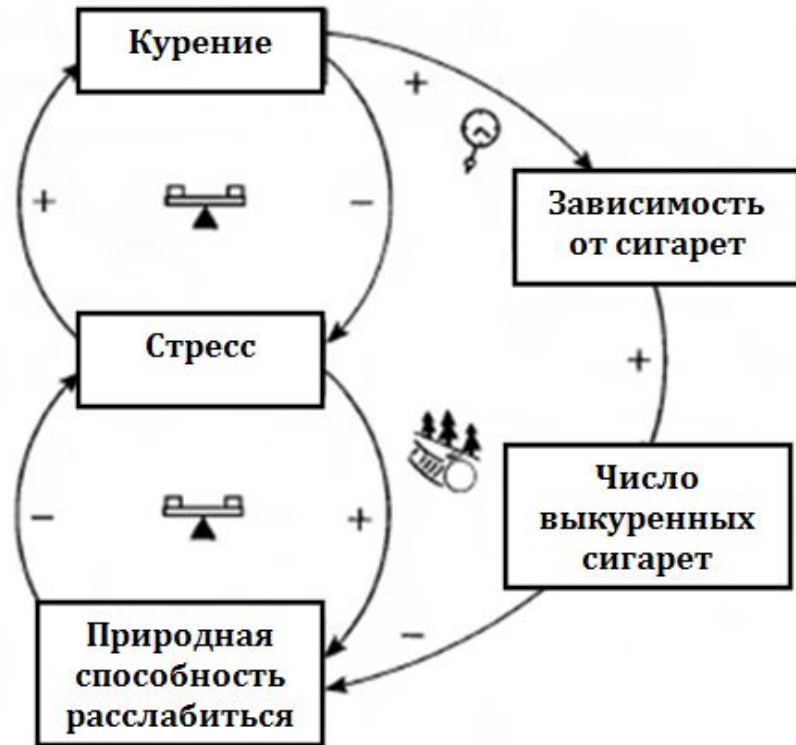 Курение
+
+
−
Зависимость
от сигарет
Стресс
+
−
+
Число
выкуренных
сигарет
−
Природная
способность
расслабиться